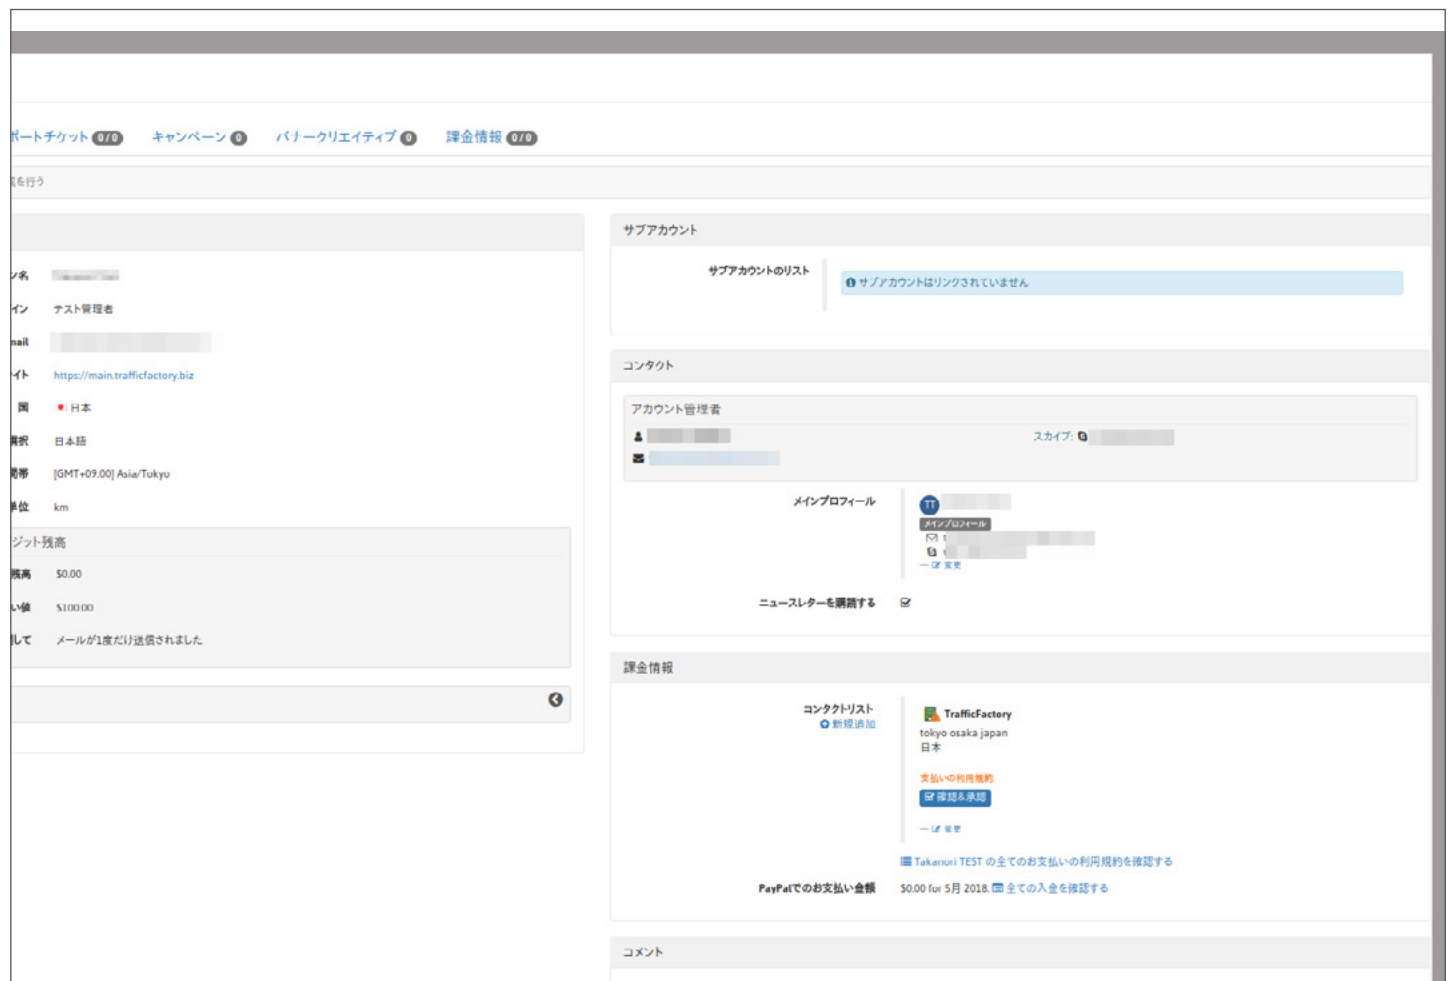 ポートチケット 0/0 キャンペーン 0 バナークリエイティブ 0 課金情報 0/0
を行う
ン名
イン テスト管理者
mail
イト https://main.trafficfactory.biz
国 日本
選択 日本語
間帯 [GMT+09.00] Asia/Tokyo
単位 km
ジット残高
残高 $0.00
い値 $100.00
して メールが1度だけ送信されました
サブアカウント
サブアカウントのリスト
サブアカウントはリンクされていません
コンタクト
アカウント管理者
スカイプ:
メインプロフィール
TT
メインプロフィール
— 変更
ニュースレターを購読する
課金情報
コンタクトリスト
新規追加
TrafficFactory
tokyo osaka japan
日本
支払いの利用規約.
確認&承認
— 変更
Takanori TEST の全てのお支払いの利用規約を確認する
PayPalでのお支払い金額 $0.00 for 5月 2018. 全ての入金を確認する
コメント